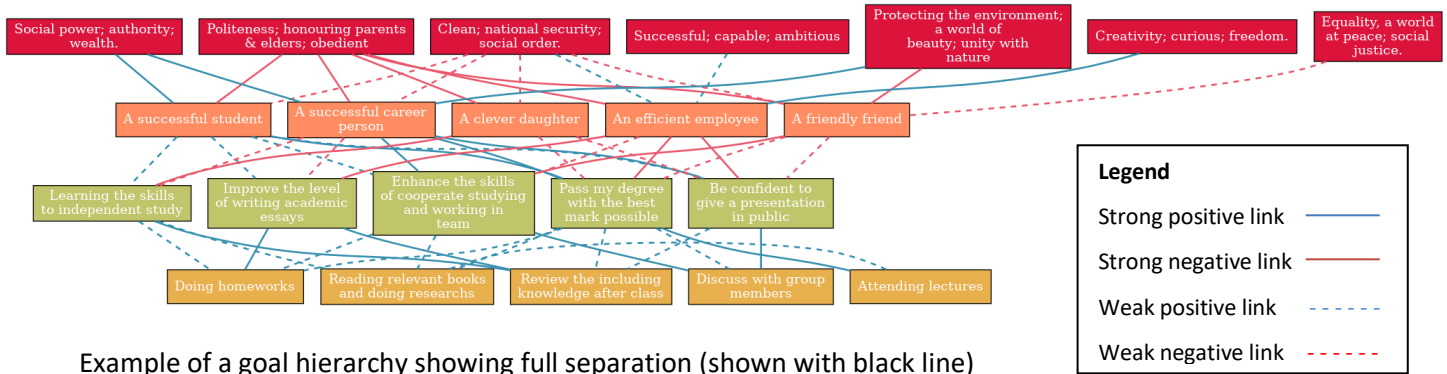 Social power; authority;
wealth.
Politeness; honouring parents
& elders; obedient
Clean; national security;
social order.
Successful; capable; ambitious
Protecting the environment;
a world of
beauty; unity with
nature
Creativity; curious; freedom.
Equality, a world
at peace; social
justice.
A successful student
A successful career
person
A clever daughter
An efficient employee
A friendly friend
Learning the skills
to independent study
Improve the level
of writing academic
essays
Enhance the skills
of cooperate studying
and working in
team
Pass my degree
with the best
mark possible
Be confident to
give a presentation
in public
Doing homeworks
Reading relevant books
and doing researchs
Review the including
knowledge after class
Discuss with group
members
Attending lectures
Legend
Strong positive link
Strong negative link
Weak positive link
Weak negative link
Example of a goal hierarchy showing full separation (shown with black line)